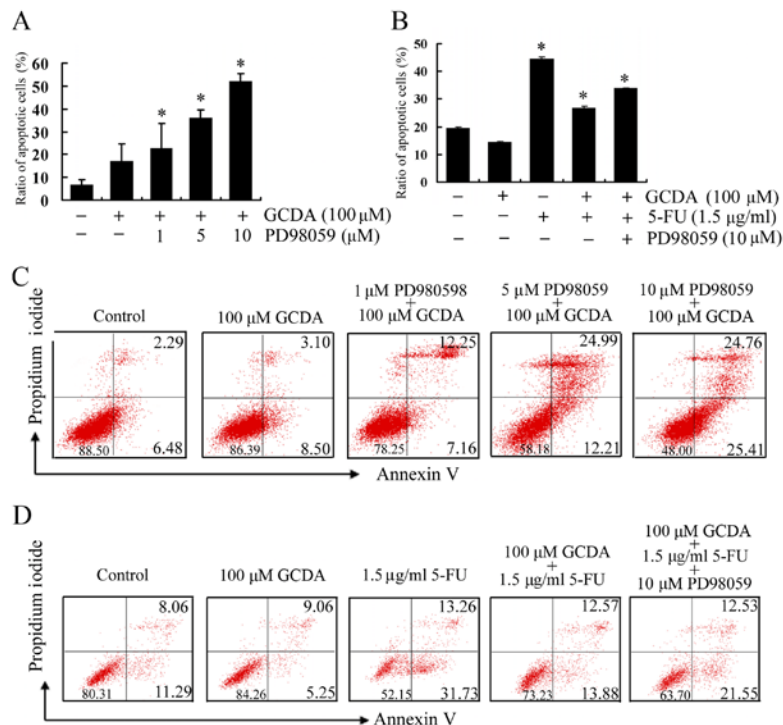 A
Ratio of apoptotic cells (%)
60
50
40
30
20
10
0
* * *
– + + + + GCDA (100 μM)
– – 1 5 10 PD98059 (μM)
B
Ratio of apoptotic cells (%)
50
40
30
20
10
0
* * *
– + – + + GCDA (100 μM)
– – + + + 5-FU (1.5 μg/ml)
– – – – + PD98059 (10 μM)
C
Propidium iodide
Control
2.29
88.50 6.48
100 μM GCDA
3.10
86.39 8.50
1 μM PD980598
+
100 μM GCDA
12.25
78.25 7.16
5 μM PD98059
+
100 μM GCDA
24.99
58.18 12.21
10 μM PD98059
+
100 μM GCDA
24.76
48.00 25.41
Annexin V
D
Propidium iodide
Control
8.06
80.31 11.29
100 μM GCDA
9.06
84.26 5.25
1.5 μg/ml 5-FU
13.26
52.15 31.73
100 μM GCDA
+
1.5 μg/ml 5-FU
12.57
73.23 13.88
100 μM GCDA
+
1.5 μg/ml 5-FU
+
10 μM PD98059
12.53
63.70 21.55
Annexin V